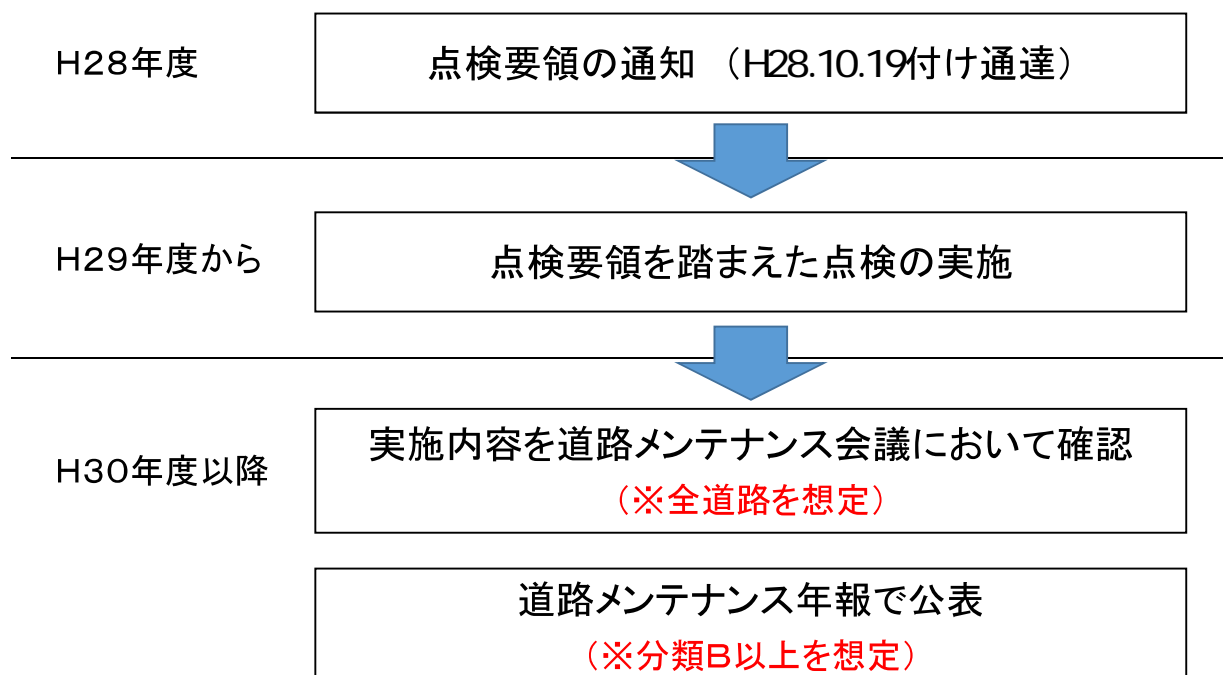 H28年度
点検要領の通知 （H28.10.19付け通達）
H29年度から
点検要領を踏まえた点検の実施
H30年度以降
実施内容を道路メンテナンス会議において確認
（※全道路を想定）
道路メンテナンス年報で公表
（※分類B以上を想定）